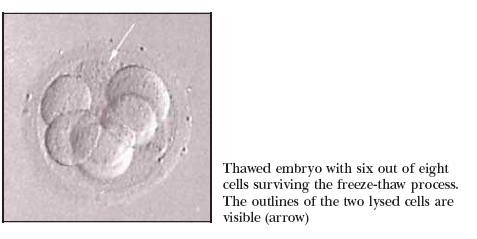 Thawed embryo with six out of eight
cells surviving the freeze-thaw process.
The outlines of the two lysed cells are
visible (arrow)